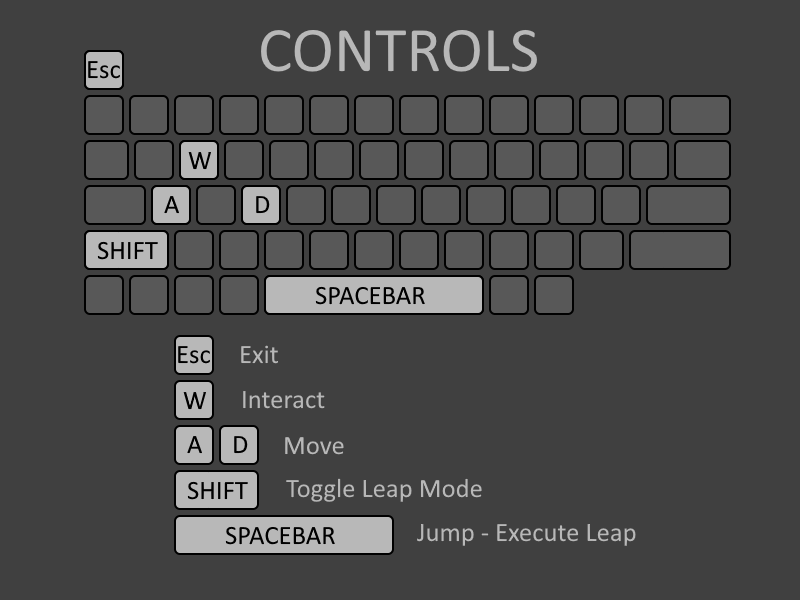 CONTROLS
Esc
W
A D
SHIFT
SPACEBAR
Esc Exit
W Interact
A D Move
SHIFT Toggle Leap Mode
SPACEBAR Jump - Execute Leap